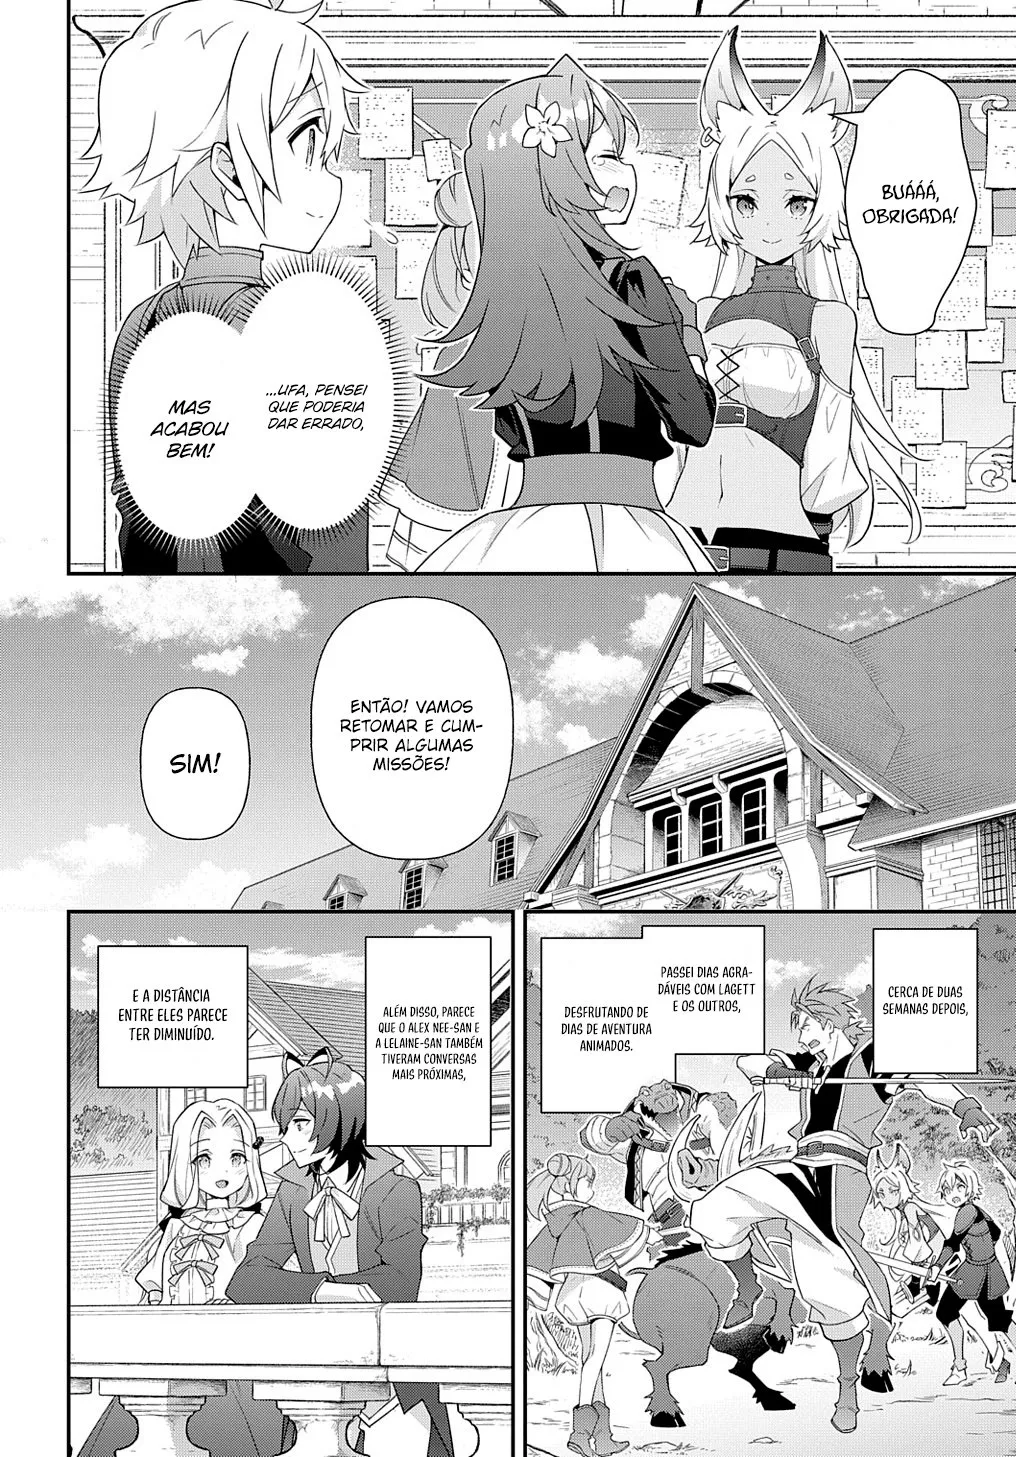 BUÁÁÁ,
OBRIGADA!
...UFA, PENSEI
QUE PODERIA
DAR ERRADO,
MAS
ACABOU
BEM!
ENTÃO! VAMOS
RETOMAR E CUM-
PRIR ALGUMAS
MISSÕES!
SIM!
CERCA DE DUAS
SEMANAS DEPOIS,
PASSEI DIAS AGRA-
DÁVEIS COM LAGETT
E OS OUTROS,
DESFRUTANDO DE
DIAS DE AVENTURA
ANIMADOS.
ALÉM DISSO, PARECE
QUE O ALEX NEE-SAN E
A LELAINE-SAN TAMBÉM
TIVERAM CONVERSAS
MAIS PRÓXIMAS,
E A DISTÂNCIA
ENTRE ELES PARECE
TER DIMINUÍDO.